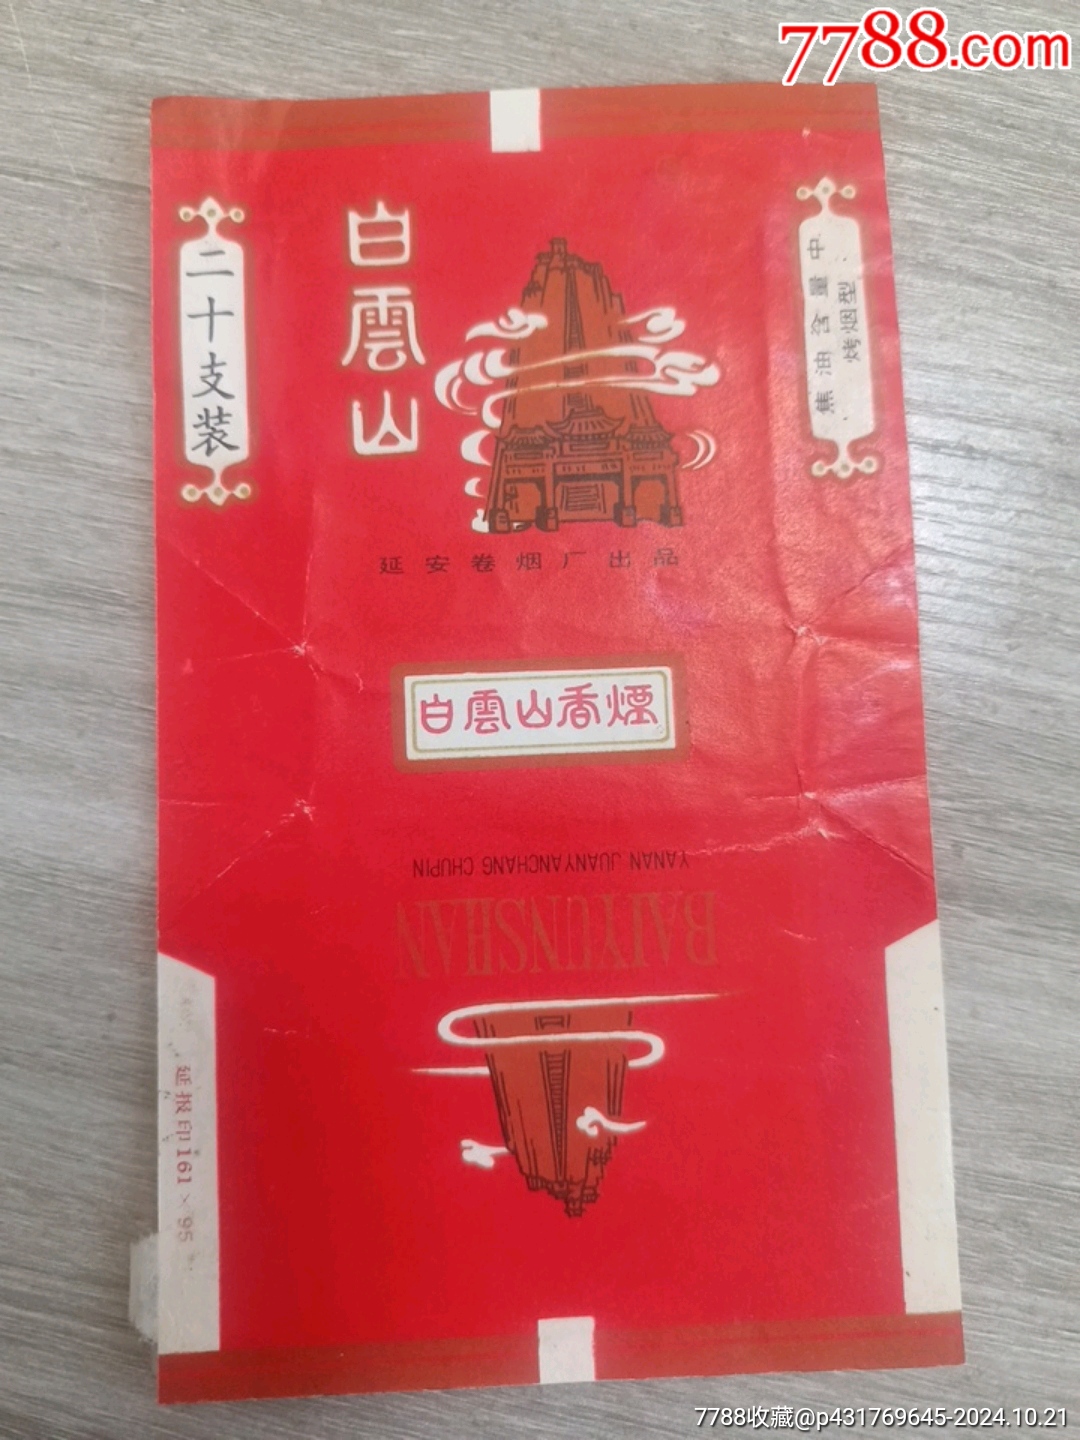 7788.com
二十支装
白雲山
焦油含量中
烤烟型
延安卷烟厂出品
白雲山香煙
YANAN JUANYANCHANG CHUPIN
BAIYUNSHAN
延报印161×95
7788收藏@p431769645-2024.10.21